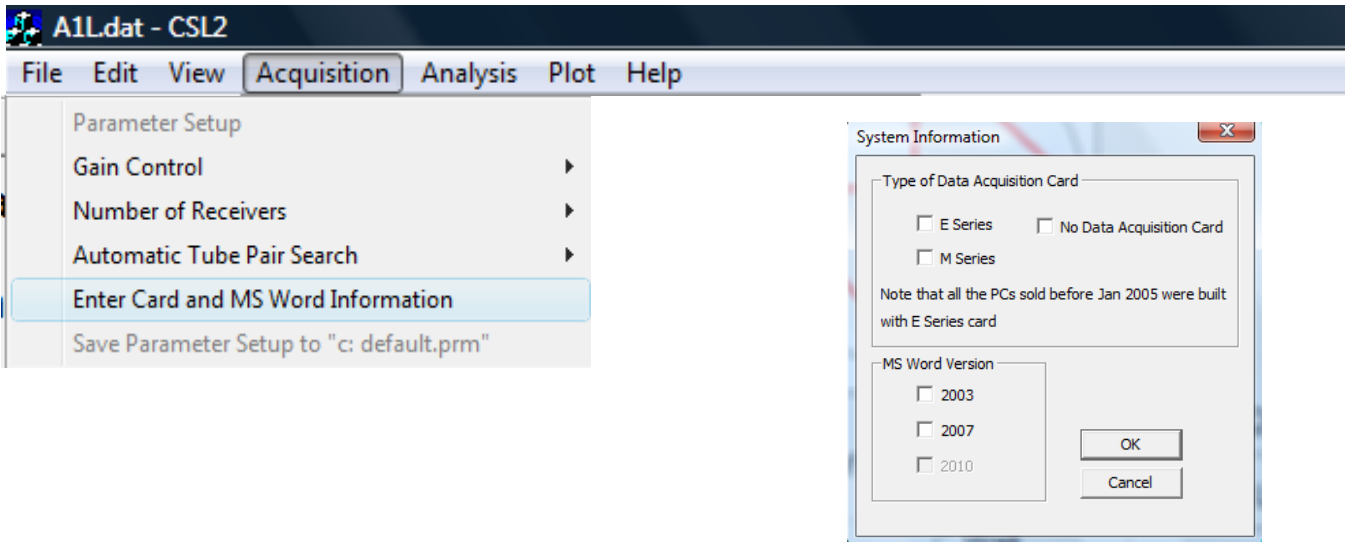 A1L.dat - CSL2
File Edit View Acquisition Analysis Plot Help
Parameter Setup
Gain Control
Number of Receivers
Automatic Tube Pair Search
Enter Card and MS Word Information
Save Parameter Setup to "c: default.prm"
System Information
Type of Data Acquisition Card
E Series No Data Acquisition Card
M Series
Note that all the PCs sold before Jan 2005 were built
with E Series card
MS Word Version
2003
2007
2010
OK
Cancel